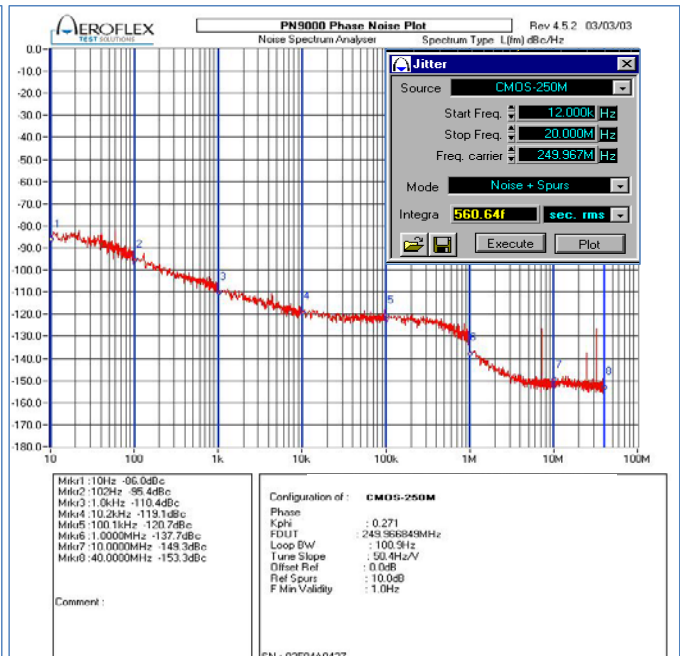 AEROFLEX
TEST SOLUTIONS
PN9000 Phase Noise Plot
Rev 4.5.2 03/03/03
Noise Spectrum Analyser
Spectrum Type L(fm) dBc/Hz
0.0
-10.0
-20.0
-30.0
-40.0
-50.0
-60.0
-70.0
-80.0
-90.0
-100.0
-110.0
-120.0
-130.0
-140.0
-150.0
-160.0
-170.0
-180.0
Jitter
Source CMOS-250M
Start Freq. 12.000k Hz
Stop Freq. 20.000M Hz
Freq. carrier 249.967M Hz
Mode Noise + Spurs
Integra 560.64f sec. rms
Execute Plot
1
2
3
4
5
6
7
8
10 100 1k 10k 100k 1M 10M 100M
Mrkr1 :10Hz -86.0dBc
Mrkr2 :102Hz -95.4dBc
Mrkr3 :1.0kHz -110.4dBc
Mrkr4 :10.2kHz -119.1dBc
Mrkr5 :100.1kHz -120.7dBc
Mrkr6 :1.0000MHz -137.7dBc
Mrkr7 :10.0000MHz -149.3dBc
Mrkr8 :40.0000MHz -153.3dBc
Comment :
Configuration of : CMOS-250M
Phase
Kphi : 0.271
FDUT : 249.966849MHz
Loop BW : 100.9Hz
Tune Slope : 50.4Hz/V
Offset Ref : 0.0dB
Ref Spurs : 10.0dB
F Min Validity : 1.0Hz